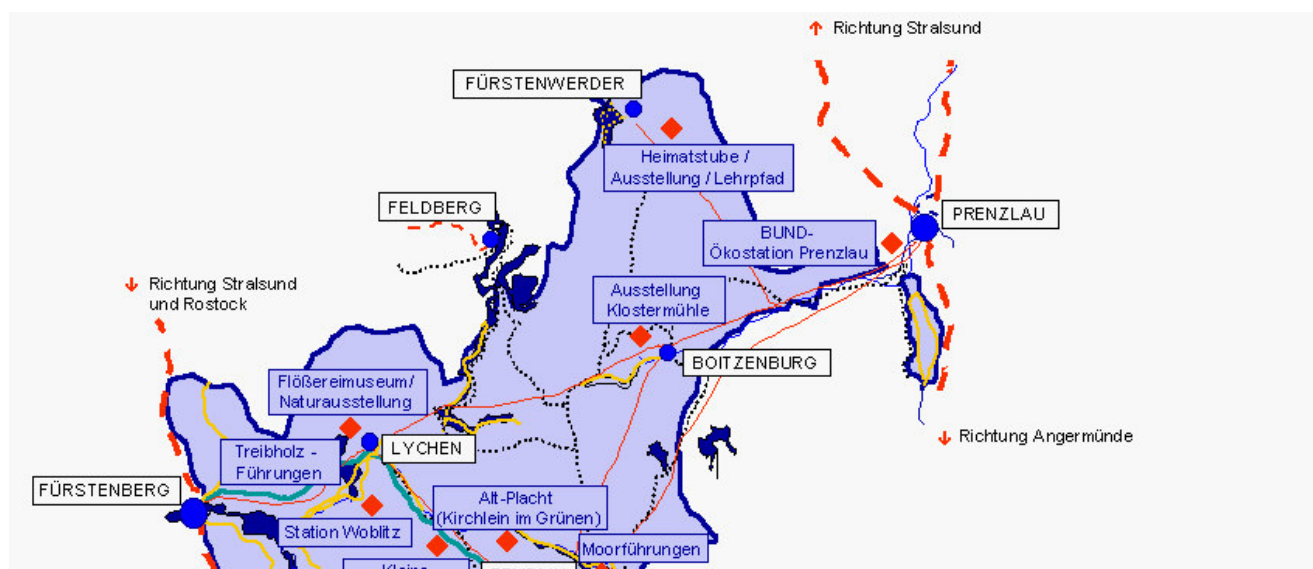 Richtung Stralsund
FÜRSTENWERDER
Heimatstube /
Ausstellung / Lehrpfad
FELDBERG
PRENZLAU
BUND-
Ökostation Prenzlau
Richtung Stralsund
und Rostock
Ausstellung
Klostermühle
BOITZENBURG
Flößereimuseum/
Naturausstellung
Richtung Angermünde
LYCHEN
Treibholz -
Führungen
FÜRSTENBERG
Alt-Placht
(Kirchlein im Grünen)
Station Woblitz
Moorführungen